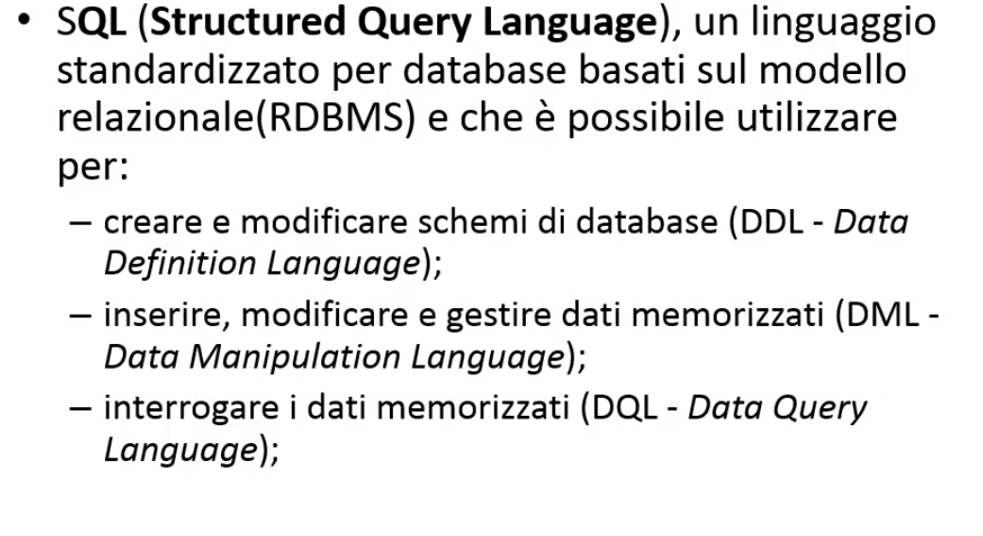 • SQL (Structured Query Language), un linguaggio
standardizzato per database basati sul modello
relazionale(RDBMS) e che è possibile utilizzare
per:
– creare e modificare schemi di database (DDL - Data
Definition Language);
– inserire, modificare e gestire dati memorizzati (DML -
Data Manipulation Language);
– interrogare i dati memorizzati (DQL - Data Query
Language);